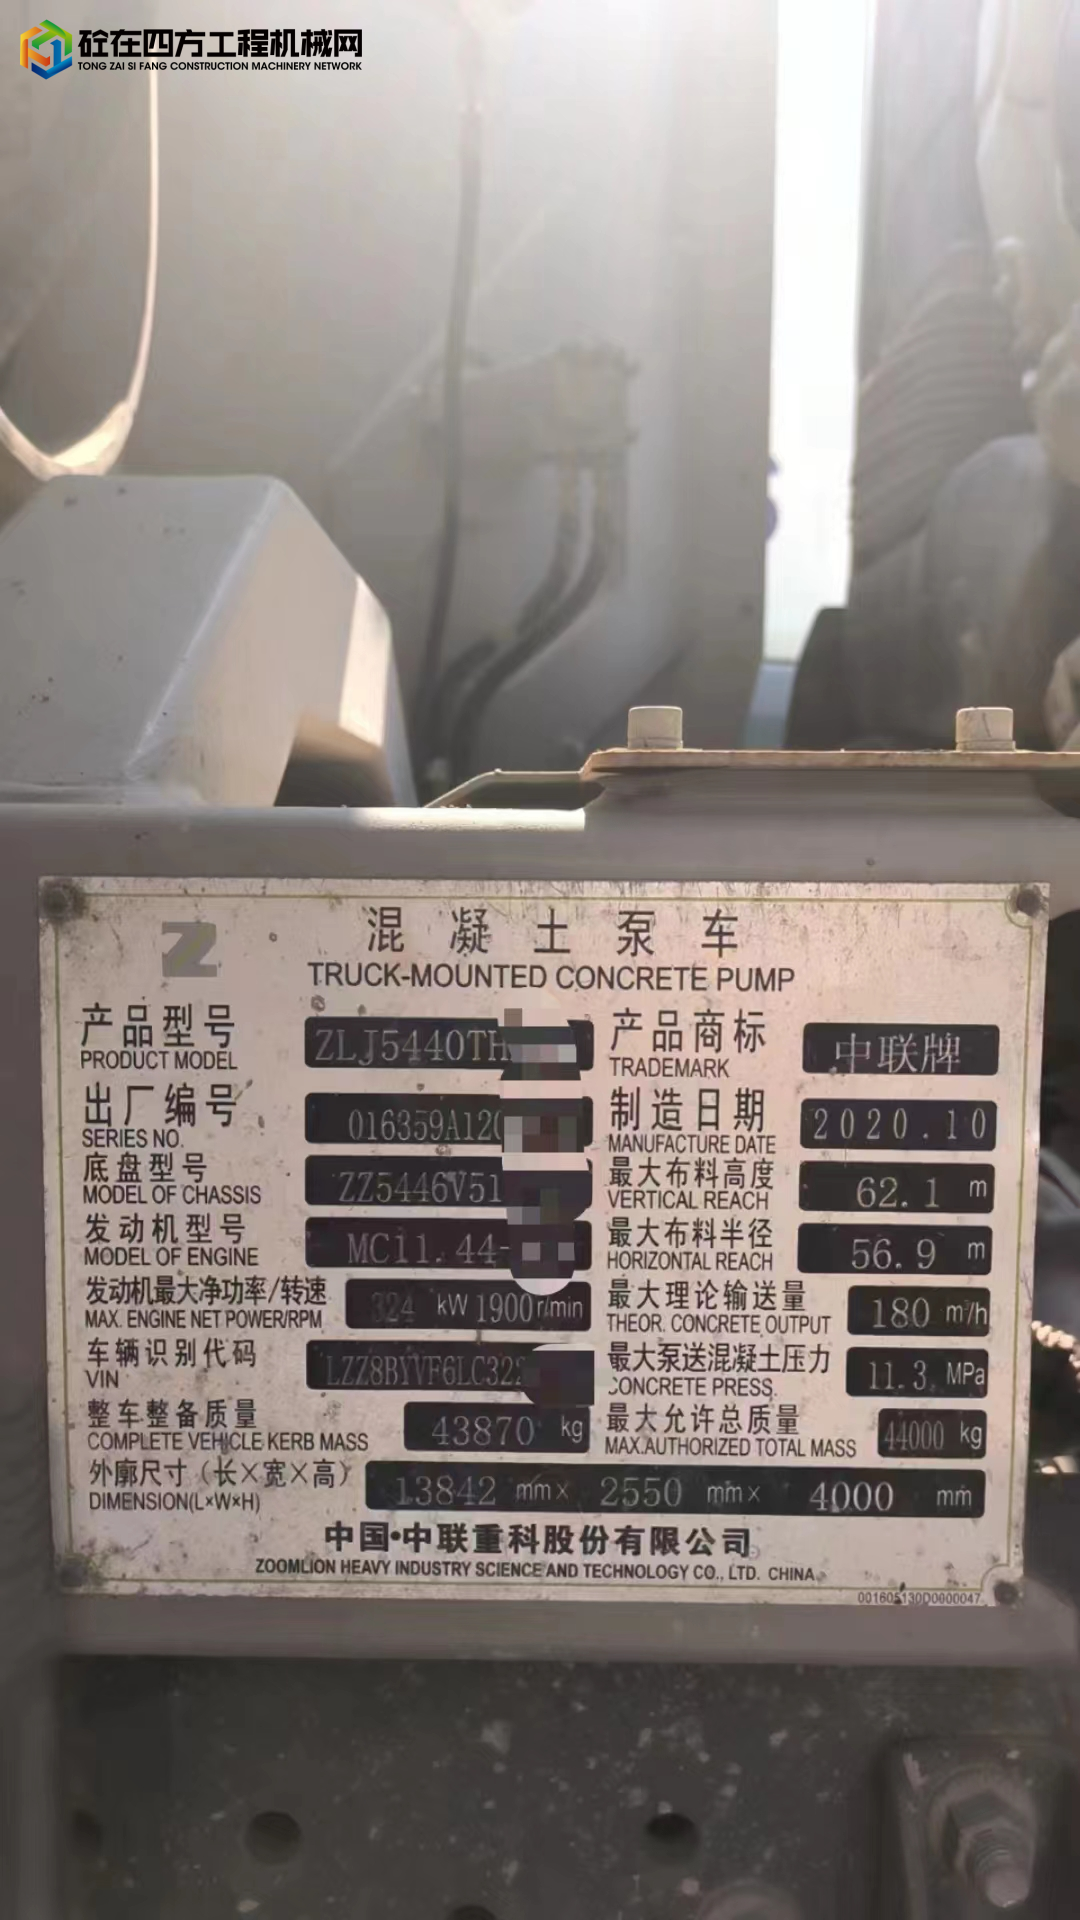 砼在四方工程机械网
TONG ZAI SI FANG CONSTRUCTION MACHINERY NETWORK
Z
混凝土泵车
TRUCK-MOUNTED CONCRETE PUMP
产品型号 ZLJ5440TH 产品商标 中联牌
PRODUCT MODEL TRADEMARK
出厂编号 016359A120 制造日期 2020.10
SERIES NO. MANUFACTURE DATE
底盘型号 ZZ5446V51 最大布料高度 62.1 m
MODEL OF CHASSIS VERTICAL REACH
发动机型号 MC11.44- 最大布料半径 56.9 m
MODEL OF ENGINE HORIZONTAL REACH
发动机最大净功率/转速 324 kW 1900 r/min 最大理论输送量 180 m³/h
MAX. ENGINE NET POWER/RPM THEOR. CONCRETE OUTPUT
车辆识别代码 LZZ8BYVF6LC32 最大泵送混凝土压力 11.3 MPa
VIN CONCRETE PRESS.
整车整备质量 43870 kg 最大允许总质量 44000 kg
COMPLETE VEHICLE KERB MASS MAX.AUTHORIZED TOTAL MASS
外廓尺寸（长×宽×高） 13842 mm× 2550 mm× 4000 mm
DIMENSION(L×W×H)
中国·中联重科股份有限公司
ZOOMLION HEAVY INDUSTRY SCIENCE AND TECHNOLOGY CO., LTD. CHINA
001605130D0000047